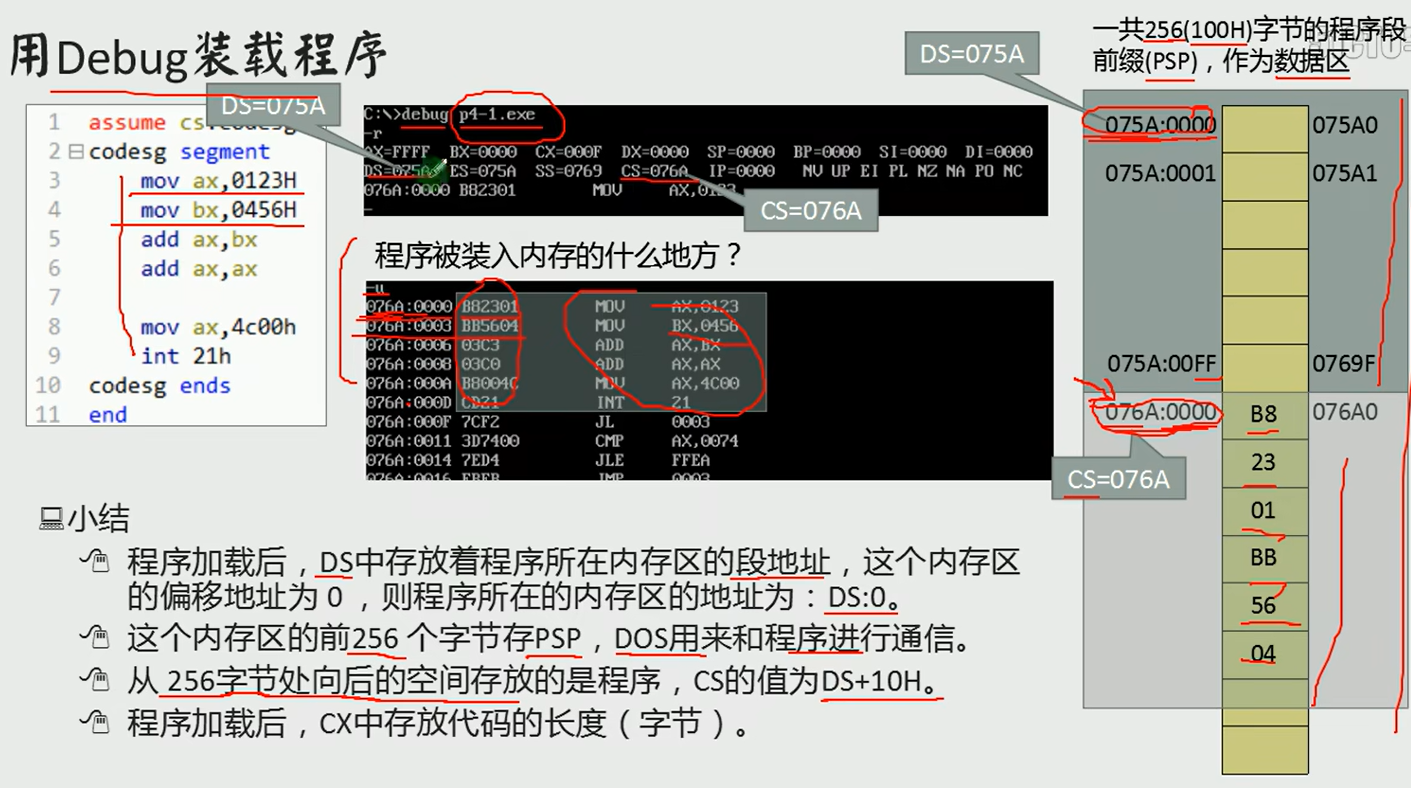 用Debug装载程序
DS=075A
1 assume cs:codesg
2 codesg segment
3 mov ax,0123H
4 mov bx,0456H
5 add ax,bx
6 add ax,ax
7
8 mov ax,4c00h
9 int 21h
10 codesg ends
11 end
C:\>debug p4-1.exe
-r
AX=FFFF BX=0000 CX=000F DX=0000 SP=0000 BP=0000 SI=0000 DI=0000
DS=075A ES=075A SS=0769 CS=076A IP=0000 NV UP EI PL NZ NA PO NC
076A:0000 B82301 MOV AX,0123
-
CS=076A
程序被装入内存的什么地方？
-u
076A:0000 B82301 MOV AX,0123
076A:0003 BB5604 MOV BX,0456
076A:0006 03C3 ADD AX,BX
076A:0008 03C0 ADD AX,AX
076A:000A B8004C MOV AX,4C00
076A:000D CD21 INT 21
076A:000F 7CF2 JL 0003
076A:0011 3D7400 CMP AX,0074
076A:0014 7ED4 JLE FFEA
076A:0016 EBEB JMP 0003
小结
程序加载后，DS中存放着程序所在内存区的段地址，这个内存区
的偏移地址为 0 ，则程序所在的内存区的地址为：DS:0。
这个内存区的前256 个字节存PSP，DOS用来和程序进行通信。
从 256字节处向后的空间存放的是程序，CS的值为DS+10H。
程序加载后，CX中存放代码的长度（字节）。
一共256(100H)字节的程序段
前缀(PSP)，作为数据区
DS=075A
075A:0000 075A0
075A:0001 075A1
075A:00FF 0769F
076A:0000 B8 076A0
CS=076A
23
01
BB
56
04